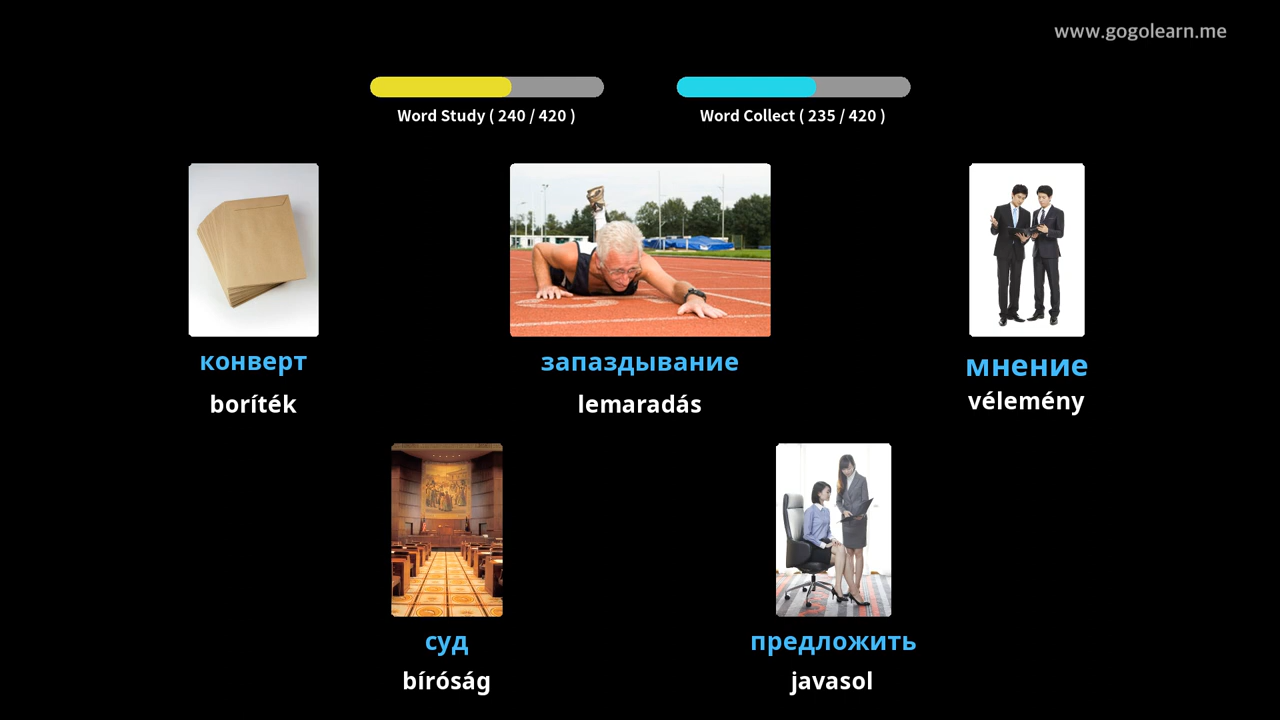 www.gogolearn.me
Word Study ( 240 / 420 )
Word Collect ( 235 / 420 )
конверт
запаздывание
мнение
boríték
lemaradás
vélemény
суд
предложить
bíróság
javasol